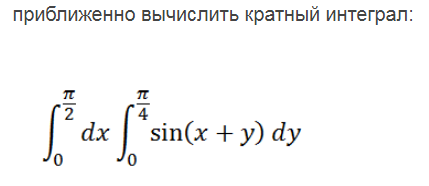 приближенно вычислить кратный интеграл:
∫₀^{π/2} dx ∫₀^{π/4} sin(x + y) dy